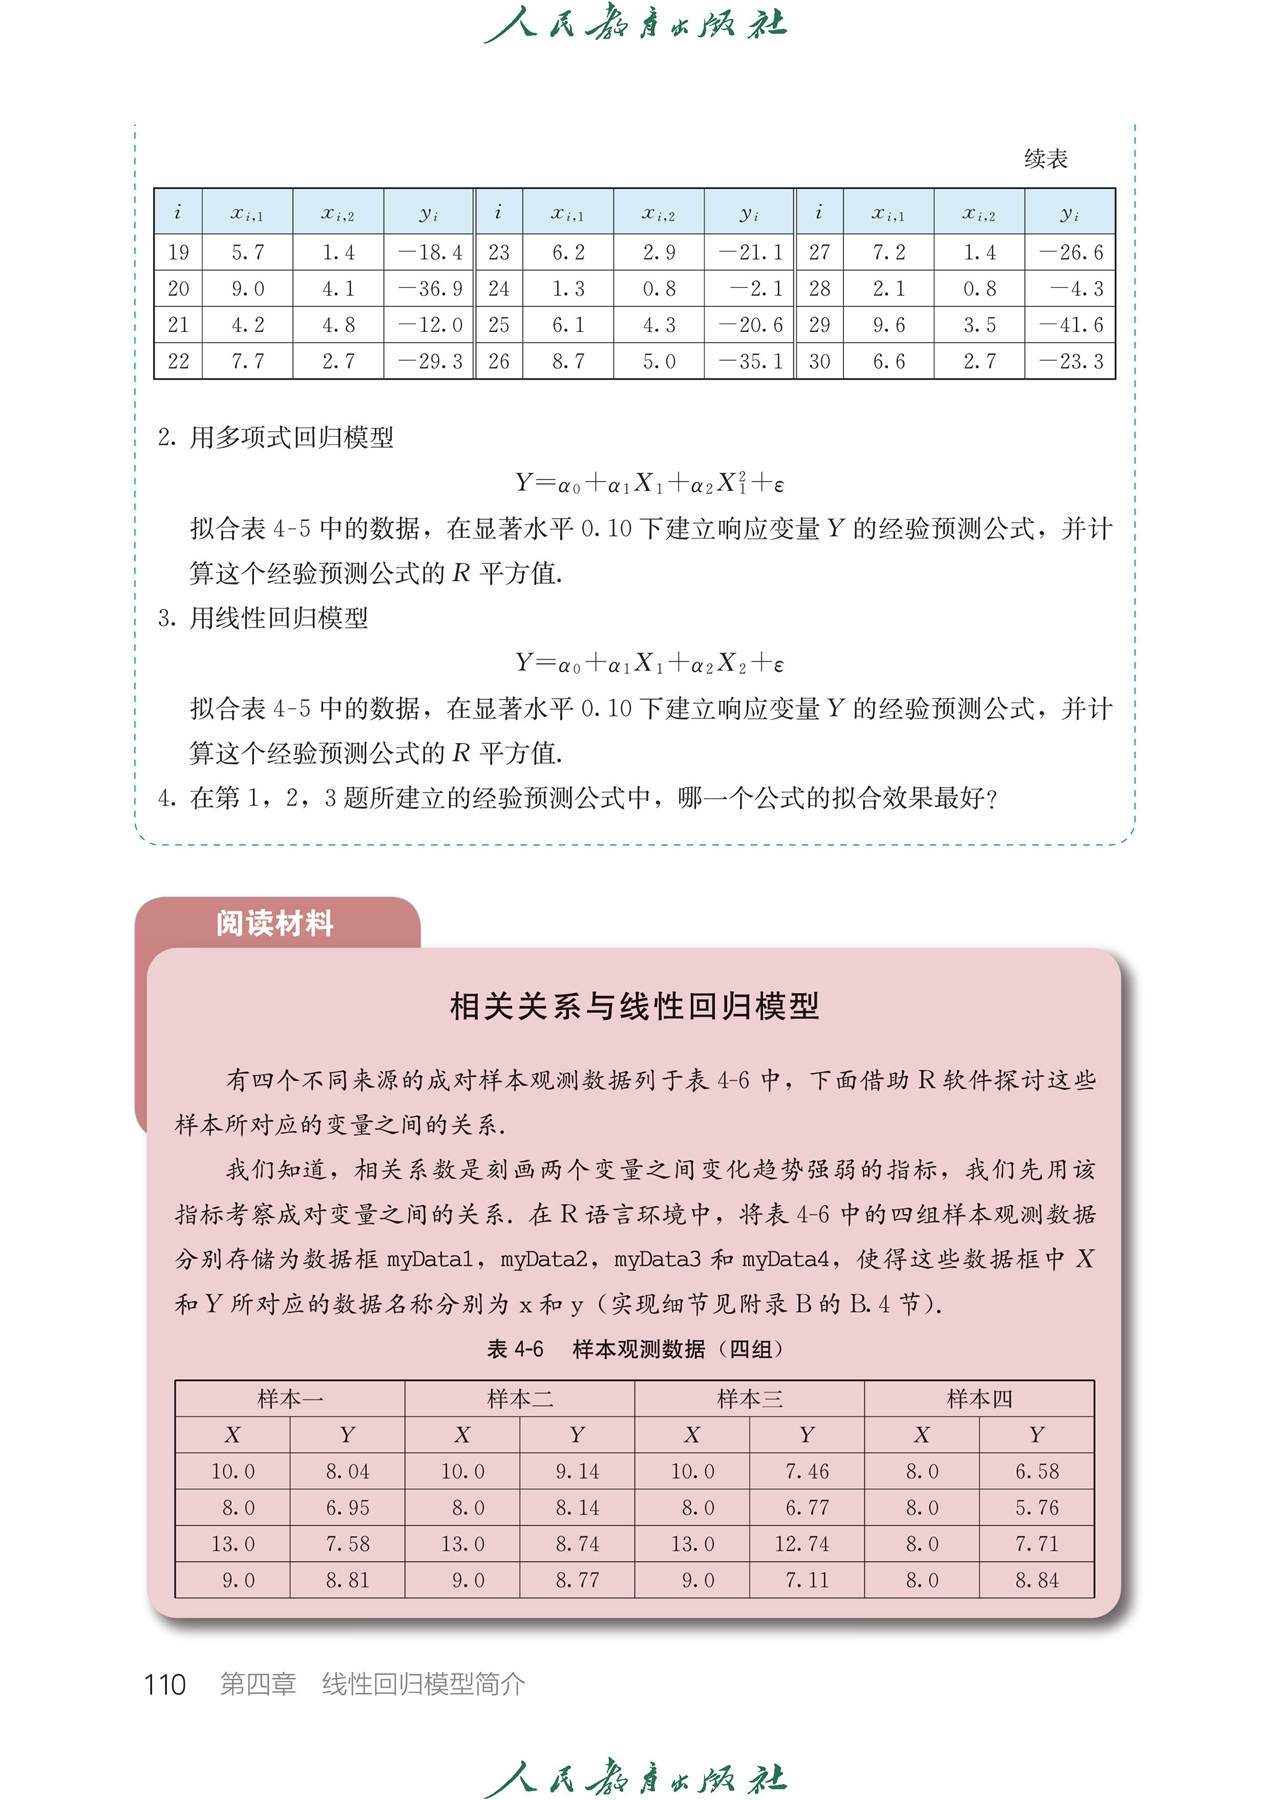 人民教育出版社
续表
i xi,1 xi,2 yi i xi,1 xi,2 yi i xi,1 xi,2 yi
19 5.7 1.4 −18.4 23 6.2 2.9 −21.1 27 7.2 1.4 −26.6
20 9.0 4.1 −36.9 24 1.3 0.8 −2.1 28 2.1 0.8 −4.3
21 4.2 4.8 −12.0 25 6.1 4.3 −20.6 29 9.6 3.5 −41.6
22 7.7 2.7 −29.3 26 8.7 5.0 −35.1 30 6.6 2.7 −23.3
2. 用多项式回归模型
Y=α₀+α₁X₁+α₂X₁²+ε
拟合表 4-5 中的数据，在显著水平 0.10 下建立响应变量 Y 的经验预测公式，并计
算这个经验预测公式的 R 平方值.
3. 用线性回归模型
Y=α₀+α₁X₁+α₂X₂+ε
拟合表 4-5 中的数据，在显著水平 0.10 下建立响应变量 Y 的经验预测公式，并计
算这个经验预测公式的 R 平方值.
4. 在第 1，2，3 题所建立的经验预测公式中，哪一个公式的拟合效果最好?
阅读材料
相关关系与线性回归模型
有四个不同来源的成对样本观测数据列于表 4-6 中，下面借助 R 软件探讨这些
样本所对应的变量之间的关系.
我们知道，相关系数是刻画两个变量之间变化趋势强弱的指标，我们先用该
指标考察成对变量之间的关系. 在 R 语言环境中，将表 4-6 中的四组样本观测数据
分别存储为数据框 myData1，myData2，myData3 和 myData4，使得这些数据框中 X
和 Y 所对应的数据名称分别为 x 和 y（实现细节见附录 B 的 B.4 节）.
表 4-6 样本观测数据（四组）
样本一 样本二 样本三 样本四
X Y X Y X Y X Y
10.0 8.04 10.0 9.14 10.0 7.46 8.0 6.58
8.0 6.95 8.0 8.14 8.0 6.77 8.0 5.76
13.0 7.58 13.0 8.74 13.0 12.74 8.0 7.71
9.0 8.81 9.0 8.77 9.0 7.11 8.0 8.84
110 第四章 线性回归模型简介
人民教育出版社